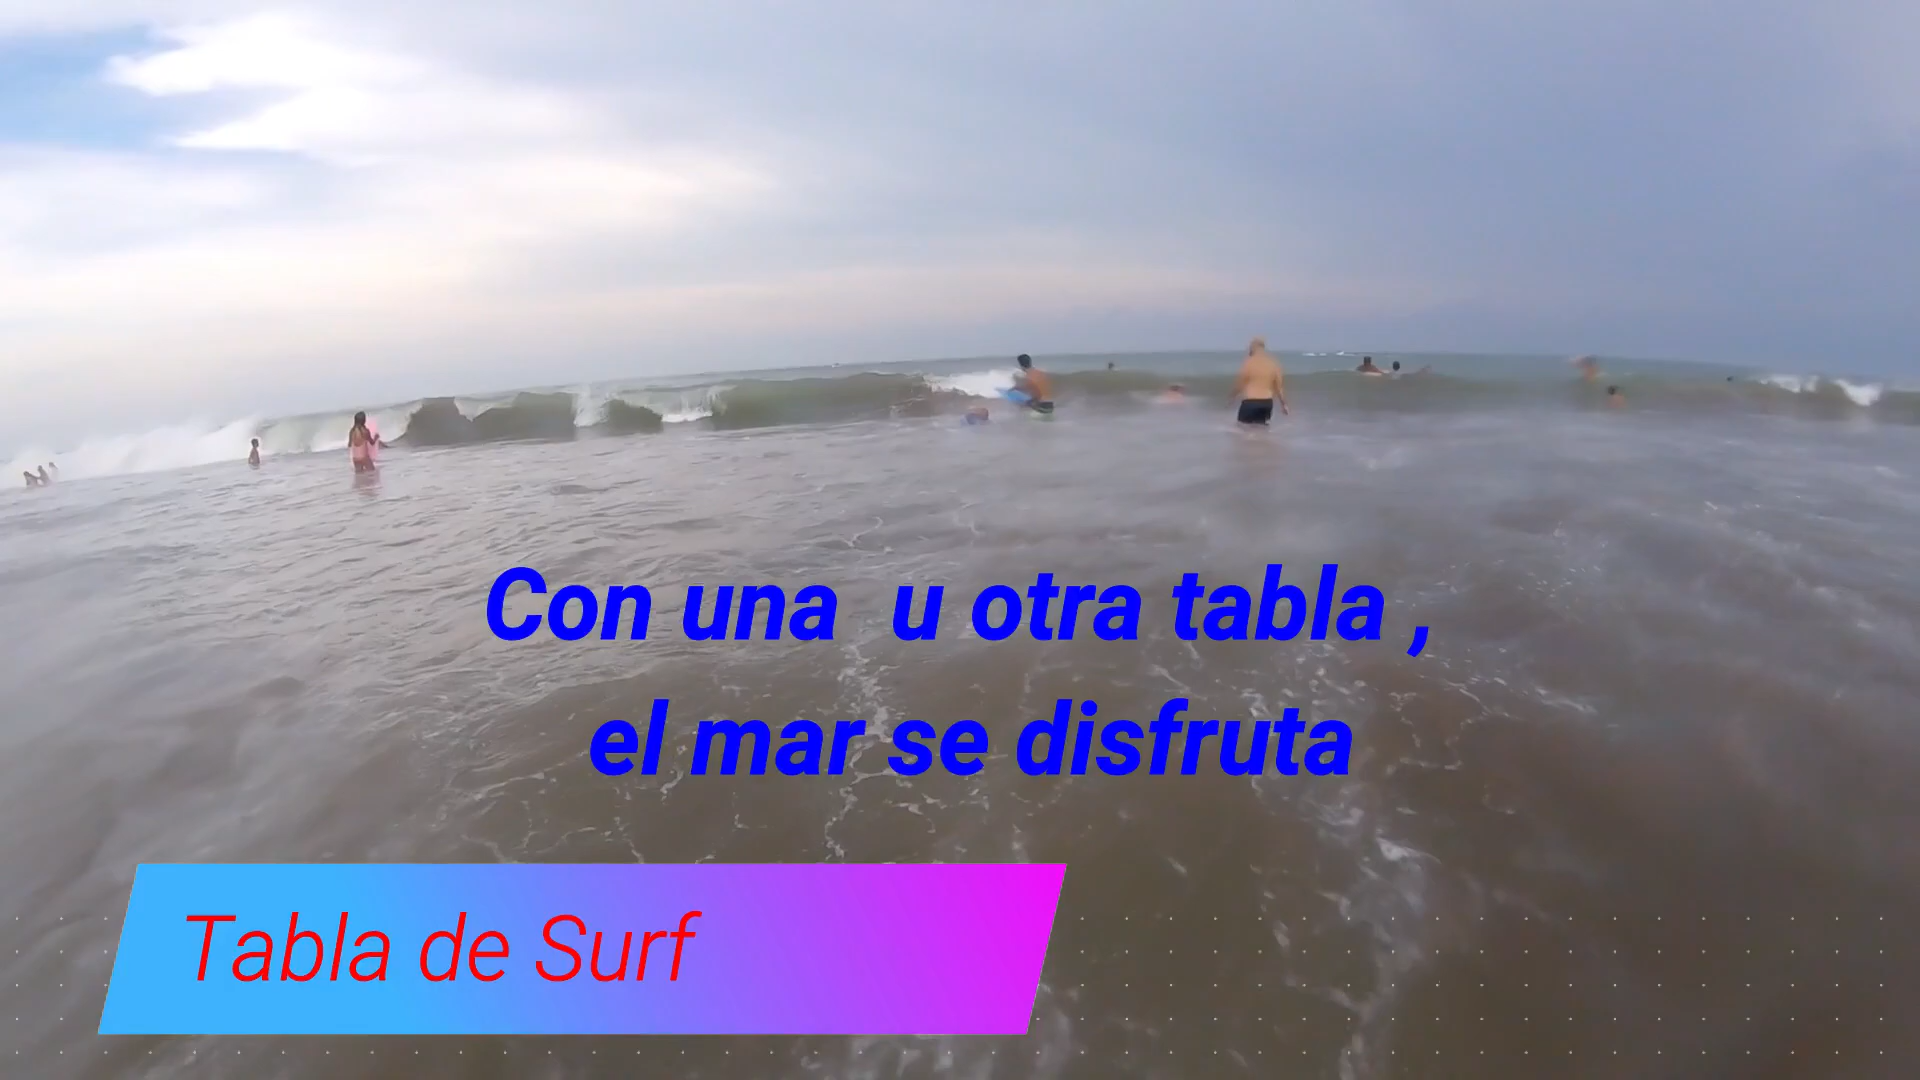 Con una  u otra tabla ,
el mar se disfruta
Tabla de Surf